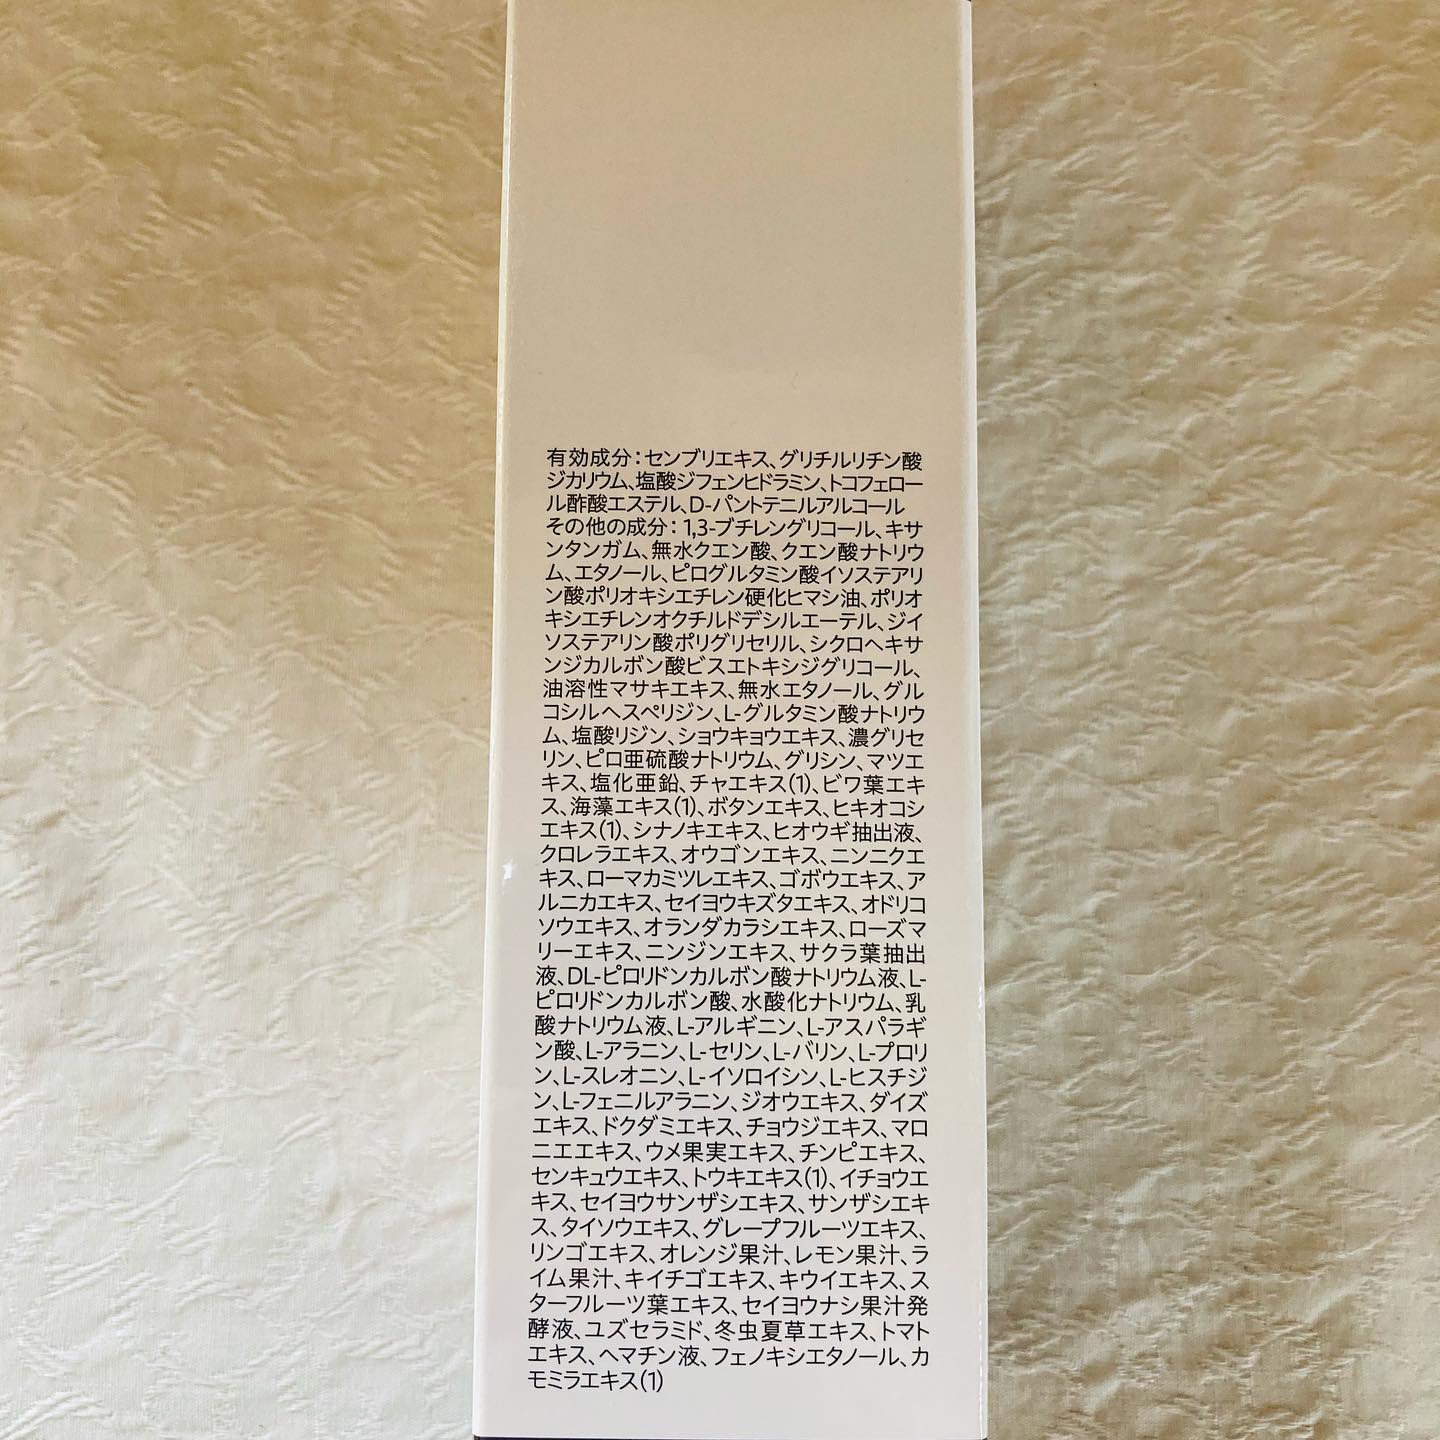 有効成分：センブリエキス、グリチルリチン酸
ジカリウム、塩酸ジフェンヒドラミン、トコフェロー
ル酢酸エステル、D-パントテニルアルコール
その他の成分：1,3-ブチレングリコール、キサ
ンタンガム、無水クエン酸、クエン酸ナトリウ
ム、エタノール、ピログルタミン酸イソステアリ
ン酸ポリオキシエチレン硬化ヒマシ油、ポリオ
キシエチレンオクチルドデシルエーテル、ジイ
ソステアリン酸ポリグリセリル、シクロヘキサ
ンジカルボン酸ビスエトキシジグリコール、
油溶性マサキエキス、無水エタノール、グル
コシルヘスペリジン、L-グルタミン酸ナトリウ
ム、塩酸リジン、ショウキョウエキス、濃グリセ
リン、ピロ亜硫酸ナトリウム、グリシン、マツエ
キス、塩化亜鉛、チャエキス(1)、ビワ葉エキ
ス、海藻エキス(1)、ボタンエキス、ヒキオコシ
エキス(1)、シナノキエキス、ヒオウギ抽出液、
クロレラエキス、オウゴンエキス、ニンニクエ
キス、ローマカミツレエキス、ゴボウエキス、ア
ルニカエキス、セイヨウキズタエキス、オドリコ
ソウエキス、オランダカラシエキス、ローズマ
リーエキス、ニンジンエキス、サクラ葉抽出
液、DL-ピロリドンカルボン酸ナトリウム液、L-
ピロリドンカルボン酸、水酸化ナトリウム、乳
酸ナトリウム液、L-アルギニン、L-アスパラギ
ン酸、L-アラニン、L-セリン、L-バリン、L-プロリ
ン、L-スレオニン、L-イソロイシン、L-ヒスチジ
ン、L-フェニルアラニン、ジオウエキス、ダイズ
エキス、ドクダミエキス、チョウジエキス、マロ
ニエエキス、ウメ果実エキス、チンピエキス、
センキュウエキス、トウキエキス(1)、イチョウエ
キス、セイヨウサンザシエキス、サンザシエキ
ス、タイソウエキス、グレープフルーツエキス、
リンゴエキス、オレンジ果汁、レモン果汁、ラ
イム果汁、キイチゴエキス、キウイエキス、ス
ターフルーツ葉エキス、セイヨウナシ果汁発
酵液、ユズセラミド、冬虫夏草エキス、トマト
エキス、ヘマチン液、フェノキシエタノール、カ
モミラエキス(1)